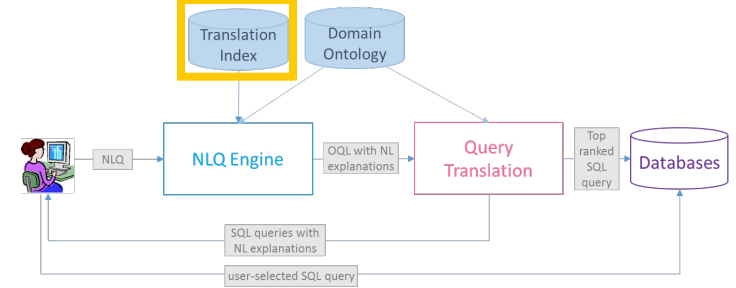 Translation
Index
Domain
Ontology
NLQ
NLQ Engine
OQL with NL
explanations
Query
Translation
Top
ranked
SQL
query
Databases
SQL queries with
NL explanations
user-selected SQL query